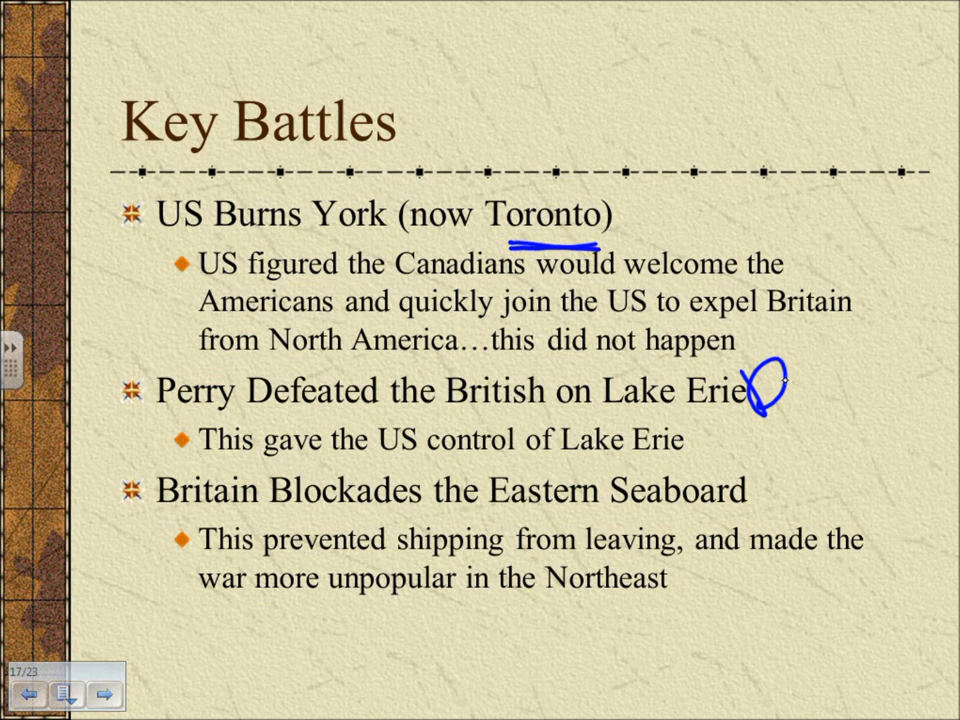 Key Battles
US Burns York (now Toronto)
US figured the Canadians would welcome the
Americans and quickly join the US to expel Britain
from North America…this did not happen
Perry Defeated the British on Lake Erie
This gave the US control of Lake Erie
Britain Blockades the Eastern Seaboard
This prevented shipping from leaving, and made the
war more unpopular in the Northeast
17/23